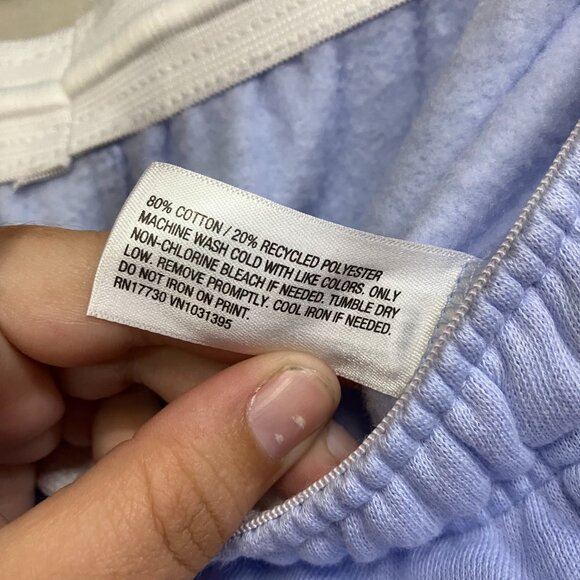 80% COTTON / 20% RECYCLED POLYESTER
MACHINE WASH COLD WITH LIKE COLORS. ONLY
NON-CHLORINE BLEACH IF NEEDED. TUMBLE DRY
LOW. REMOVE PROMPTLY. COOL IRON IF NEEDED.
DO NOT IRON ON PRINT.
RN17730 VN1031395